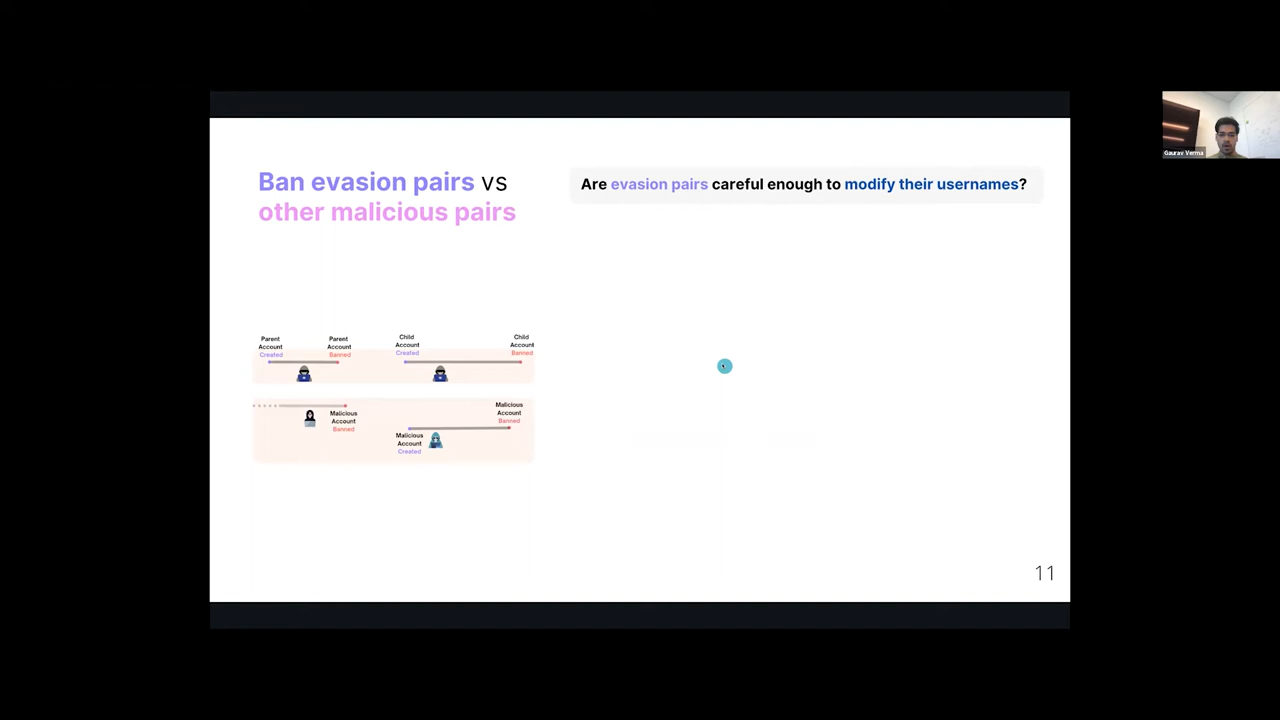 Ban evasion pairs vs
other malicious pairs
Are evasion pairs careful enough to modify their usernames?
Parent
Account
Created
Parent
Account
Banned
Child
Account
Created
Child
Account
Banned
Malicious
Account
Banned
Malicious
Account
Created
Malicious
Account
Banned
11
Gaurav Verma